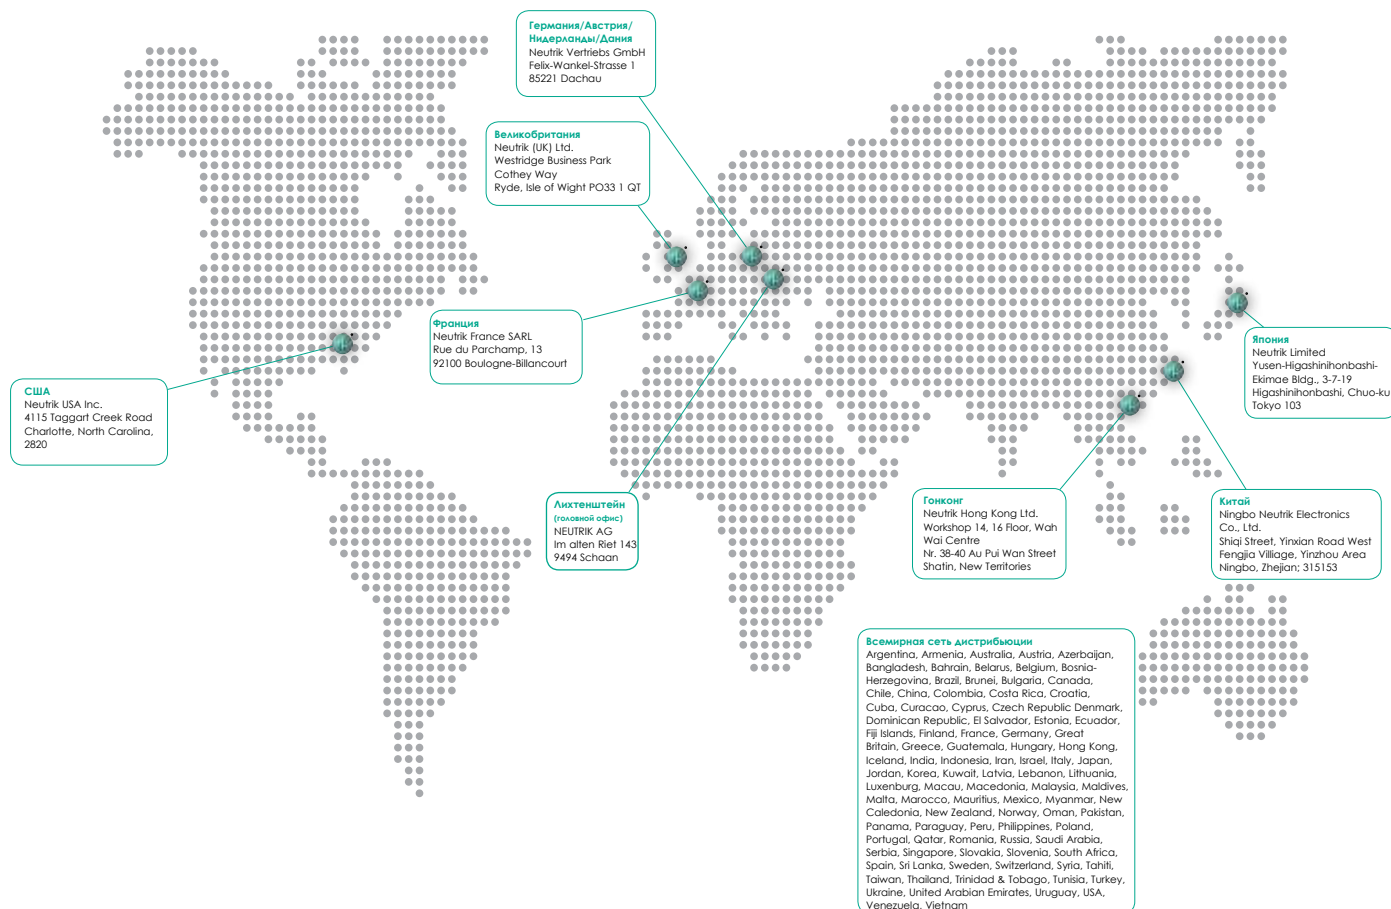 Германия/Австрия/
Нидерланды/Дания
Neutrik Vertriebs GmbH
Felix-Wankel-Strasse 1
85221 Dachau
Великобритания
Neutrik (UK) Ltd.
Westridge Business Park
Cothey Way
Ryde, Isle of Wight PO33 1 QT
Франция
Neutrik France SARL
Rue du Parchamp, 13
92100 Boulogne-Billancourt
США
Neutrik USA Inc.
4115 Taggart Creek Road
Charlotte, North Carolina,
2820
Япония
Neutrik Limited
Yusen-Higashinihonbashi-
Ekimae Bldg., 3-7-19
Higashinihonbashi, Chuo-ku
Tokyo 103
Лихтенштейн
(головной офис)
NEUTRIK AG
Im alten Riet 143
9494 Schaan
Гонконг
Neutrik Hong Kong Ltd.
Workshop 14, 16 Floor, Wah
Wai Centre
Nr. 38-40 Au Pui Wan Street
Shatin, New Territories
Китай
Ningbo Neutrik Electronics
Co., Ltd.
Shiqi Street, Yinxian Road West
Fengjia Villiage, Yinzhou Area
Ningbo, Zhejian; 315153
Всемирная сеть дистрибьюции
Argentina, Armenia, Australia, Austria, Azerbaijan,
Bangladesh, Bahrain, Belarus, Belgium, Bosnia-
Herzegovina, Brazil, Brunei, Bulgaria, Canada,
Chile, China, Colombia, Costa Rica, Croatia,
Cuba, Curacao, Cyprus, Czech Republic Denmark,
Dominican Republic, El Salvador, Estonia, Ecuador,
Fiji Islands, Finland, France, Germany, Great
Britain, Greece, Guatemala, Hungary, Hong Kong,
Iceland, India, Indonesia, Iran, Israel, Italy, Japan,
Jordan, Korea, Kuwait, Latvia, Lebanon, Lithuania,
Luxenburg, Macau, Macedonia, Malaysia, Maldives,
Malta, Marocco, Mauritius, Mexico, Myanmar, New
Caledonia, New Zealand, Norway, Oman, Pakistan,
Panama, Paraguay, Peru, Philippines, Poland,
Portugal, Qatar, Romania, Russia, Saudi Arabia,
Serbia, Singapore, Slovakia, Slovenia, South Africa,
Spain, Sri Lanka, Sweden, Switzerland, Syria, Tahiti,
Taiwan, Thailand, Trinidad & Tobago, Tunisia, Turkey,
Ukraine, United Arabian Emirates, Uruguay, USA,
Venezuela, Vietnam